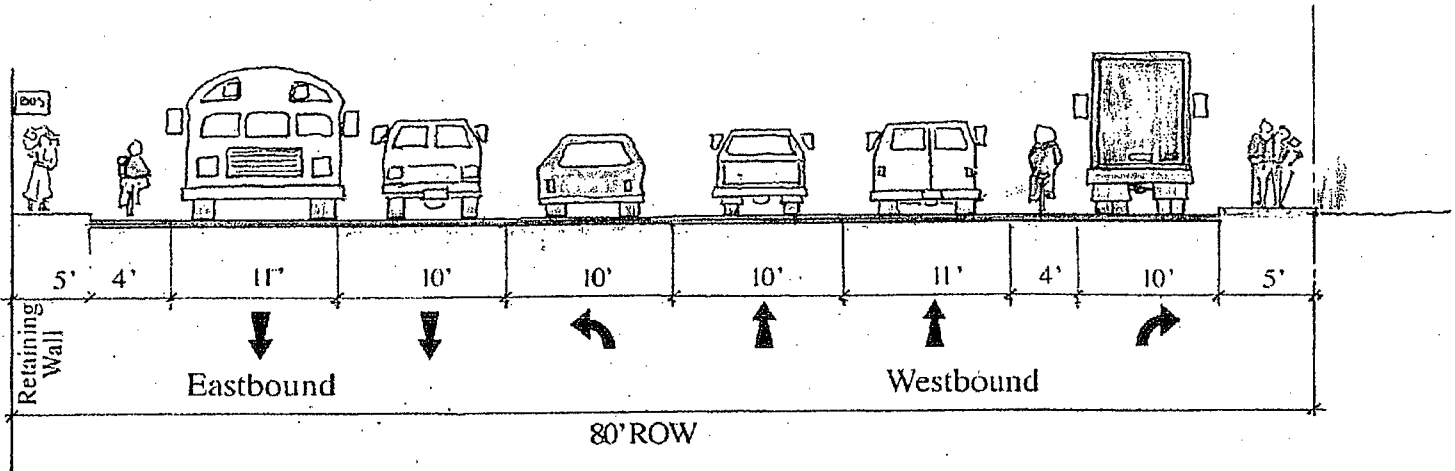 BUS
5' 4' 11' 10' 10' 10' 11' 4' 10' 5'
Retaining
Wall
Eastbound Westbound
80' ROW